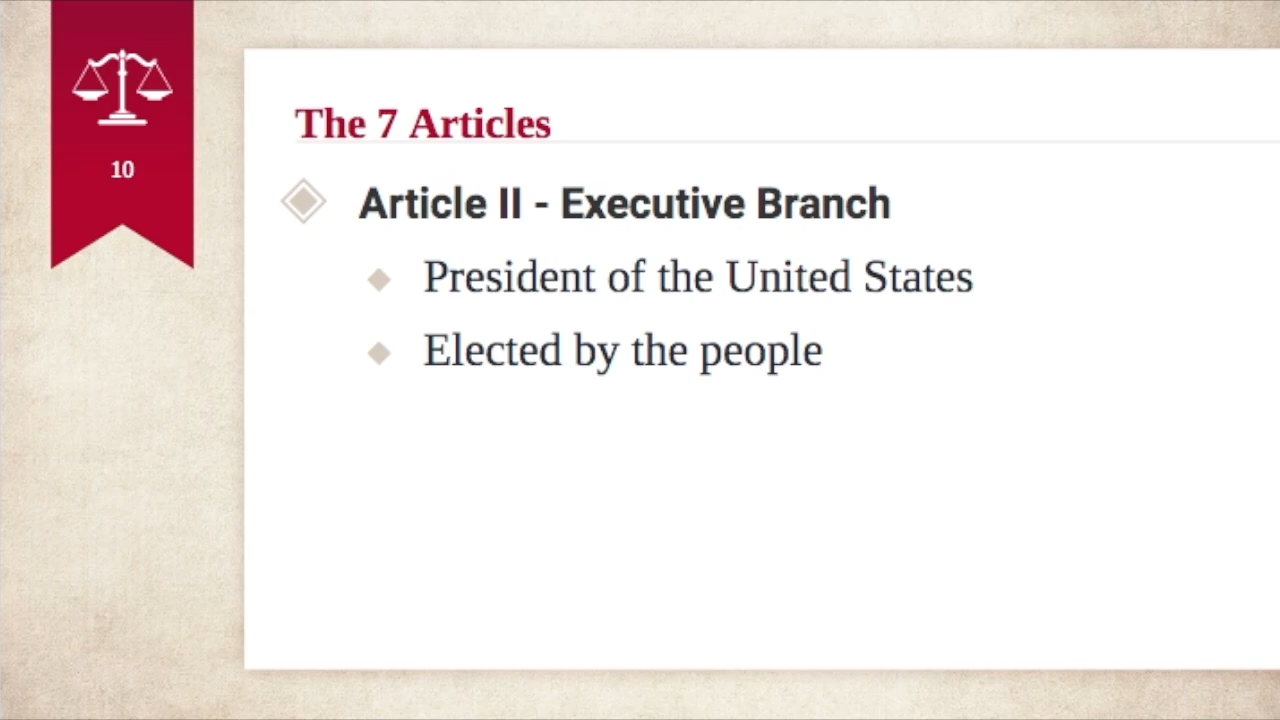 10
The 7 Articles
Article II - Executive Branch
President of the United States
Elected by the people